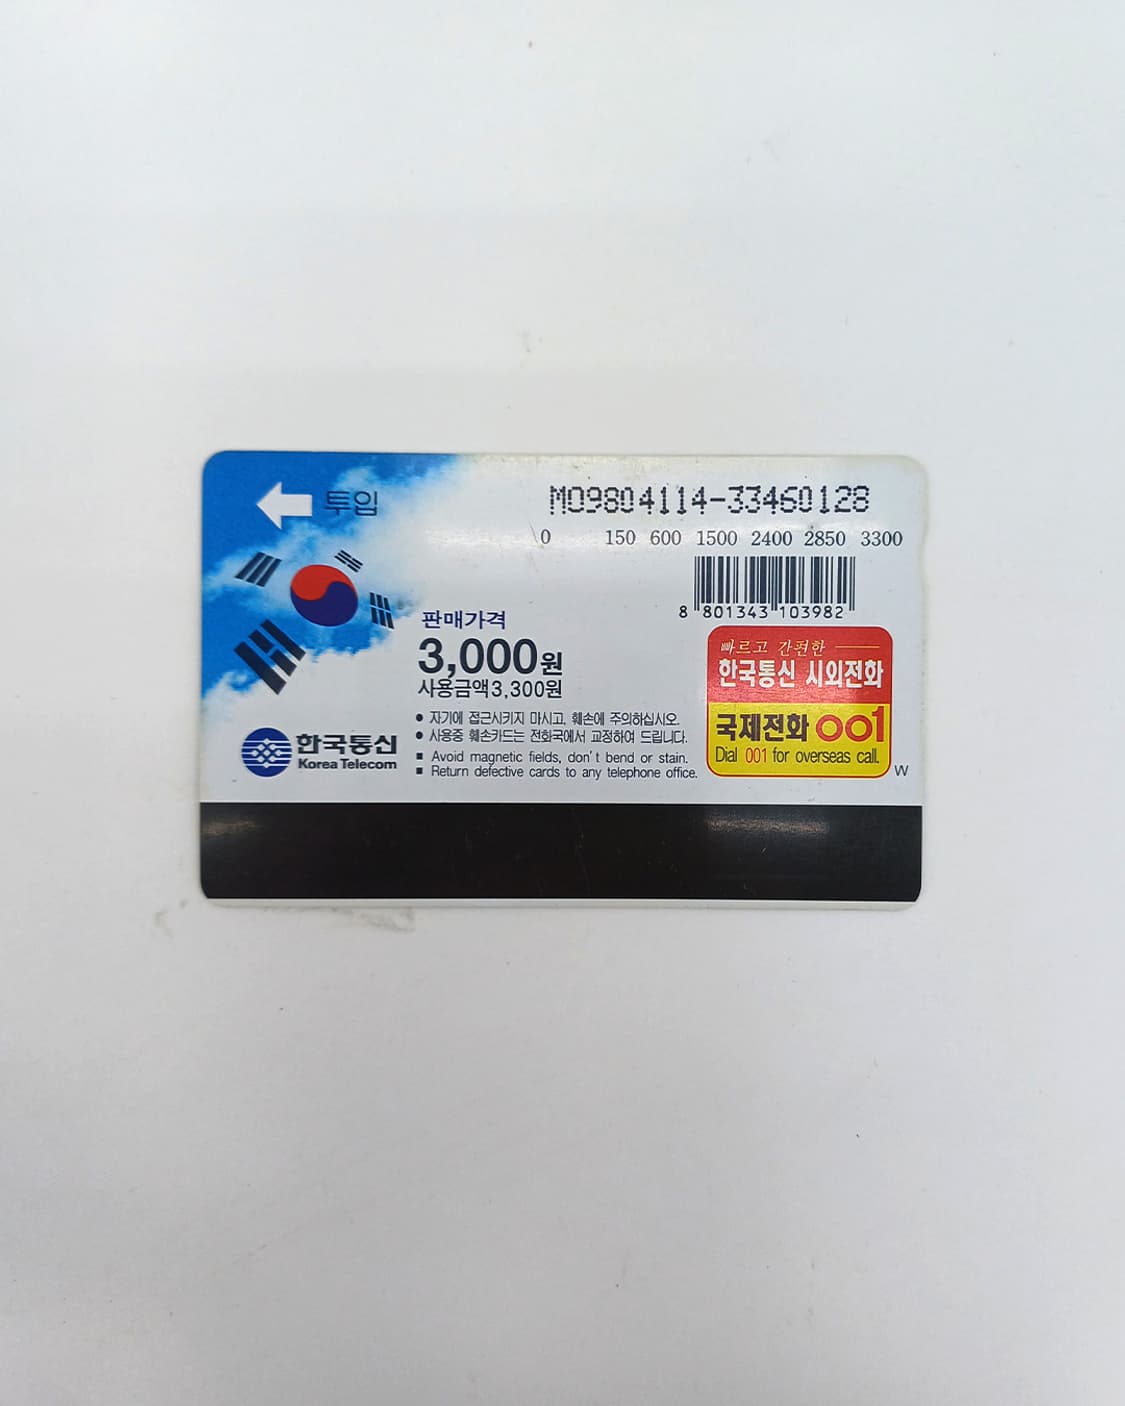 투입
MO9804114-33460128
0 150 600 1500 2400 2850 3300
8 801343 103982
판매가격
3,000원
사용금액3,300원
● 자기에 접근시키지 마시고, 훼손에 주의하십시오.
● 사용중 훼손카드는 전화국에서 교정하여 드립니다.
■ Avoid magnetic fields, don't bend or stain.
■ Return defective cards to any telephone office.
한국통신
Korea Telecom
빠르고 간편한
한국통신 시외전화
국제전화 001
Dial 001 for overseas call.
W